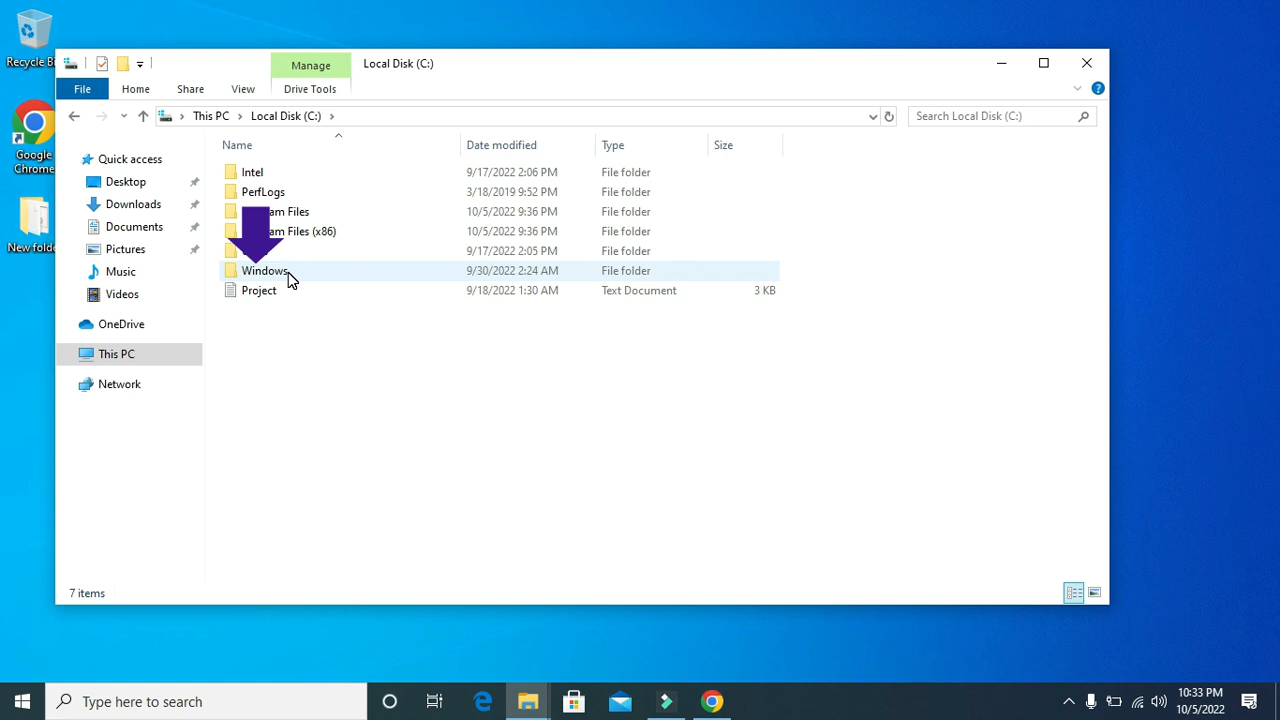 Recycle Bi
Google
Chrome
New folde
Manage
Local Disk (C:)
File
Home
Share
View
Drive Tools
This PC
Local Disk (C:)
Search Local Disk (C:)
Quick access
Desktop
Downloads
Documents
Pictures
Music
Videos
OneDrive
This PC
Network
Name
Date modified
Type
Size
Intel
9/17/2022 2:06 PM
File folder
PerfLogs
3/18/2019 9:52 PM
File folder
am Files
10/5/2022 9:36 PM
File folder
am Files (x86)
10/5/2022 9:36 PM
File folder
9/17/2022 2:05 PM
File folder
Windows
9/30/2022 2:24 AM
File folder
Project
9/18/2022 1:30 AM
Text Document
3 KB
7 items
Type here to search
10:33 PM
10/5/2022